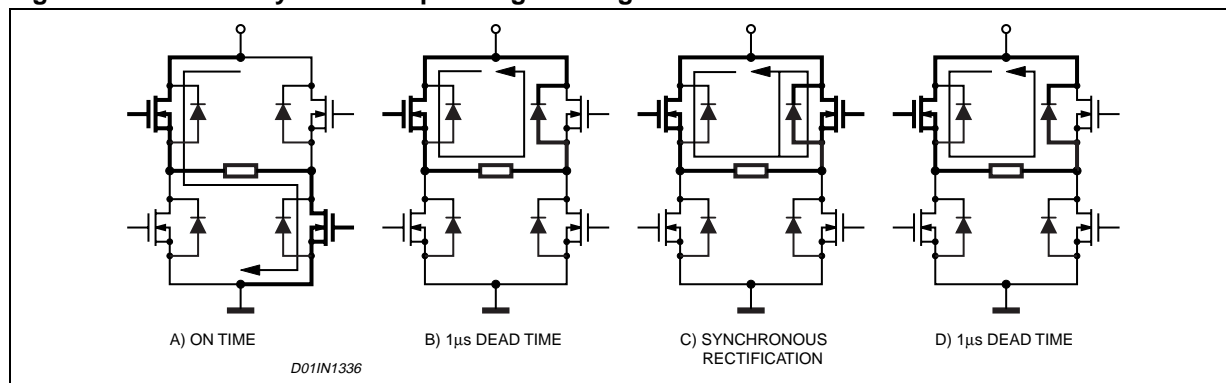 A) ON TIME
B) 1μs DEAD TIME
C) SYNCHRONOUS
RECTIFICATION
D) 1μs DEAD TIME
D01IN1336